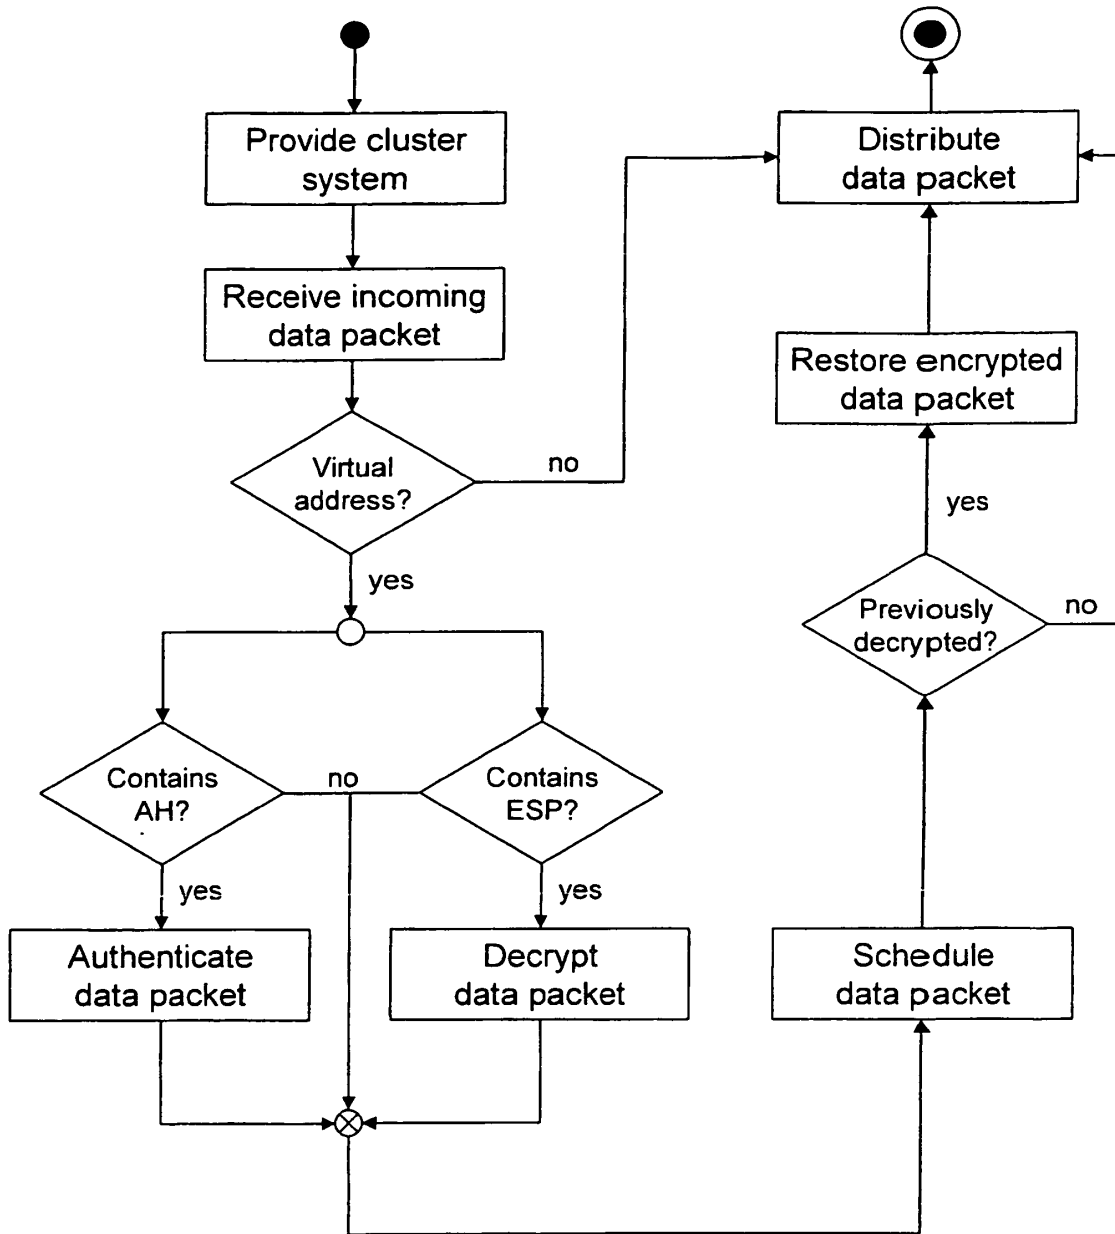 Provide cluster
system
Receive incoming
data packet
Virtual
address?
no
yes
Contains
AH?
no
Contains
ESP?
yes
yes
Authenticate
data packet
Decrypt
data packet
Schedule
data packet
Previously
decrypted?
no
yes
Restore encrypted
data packet
Distribute
data packet